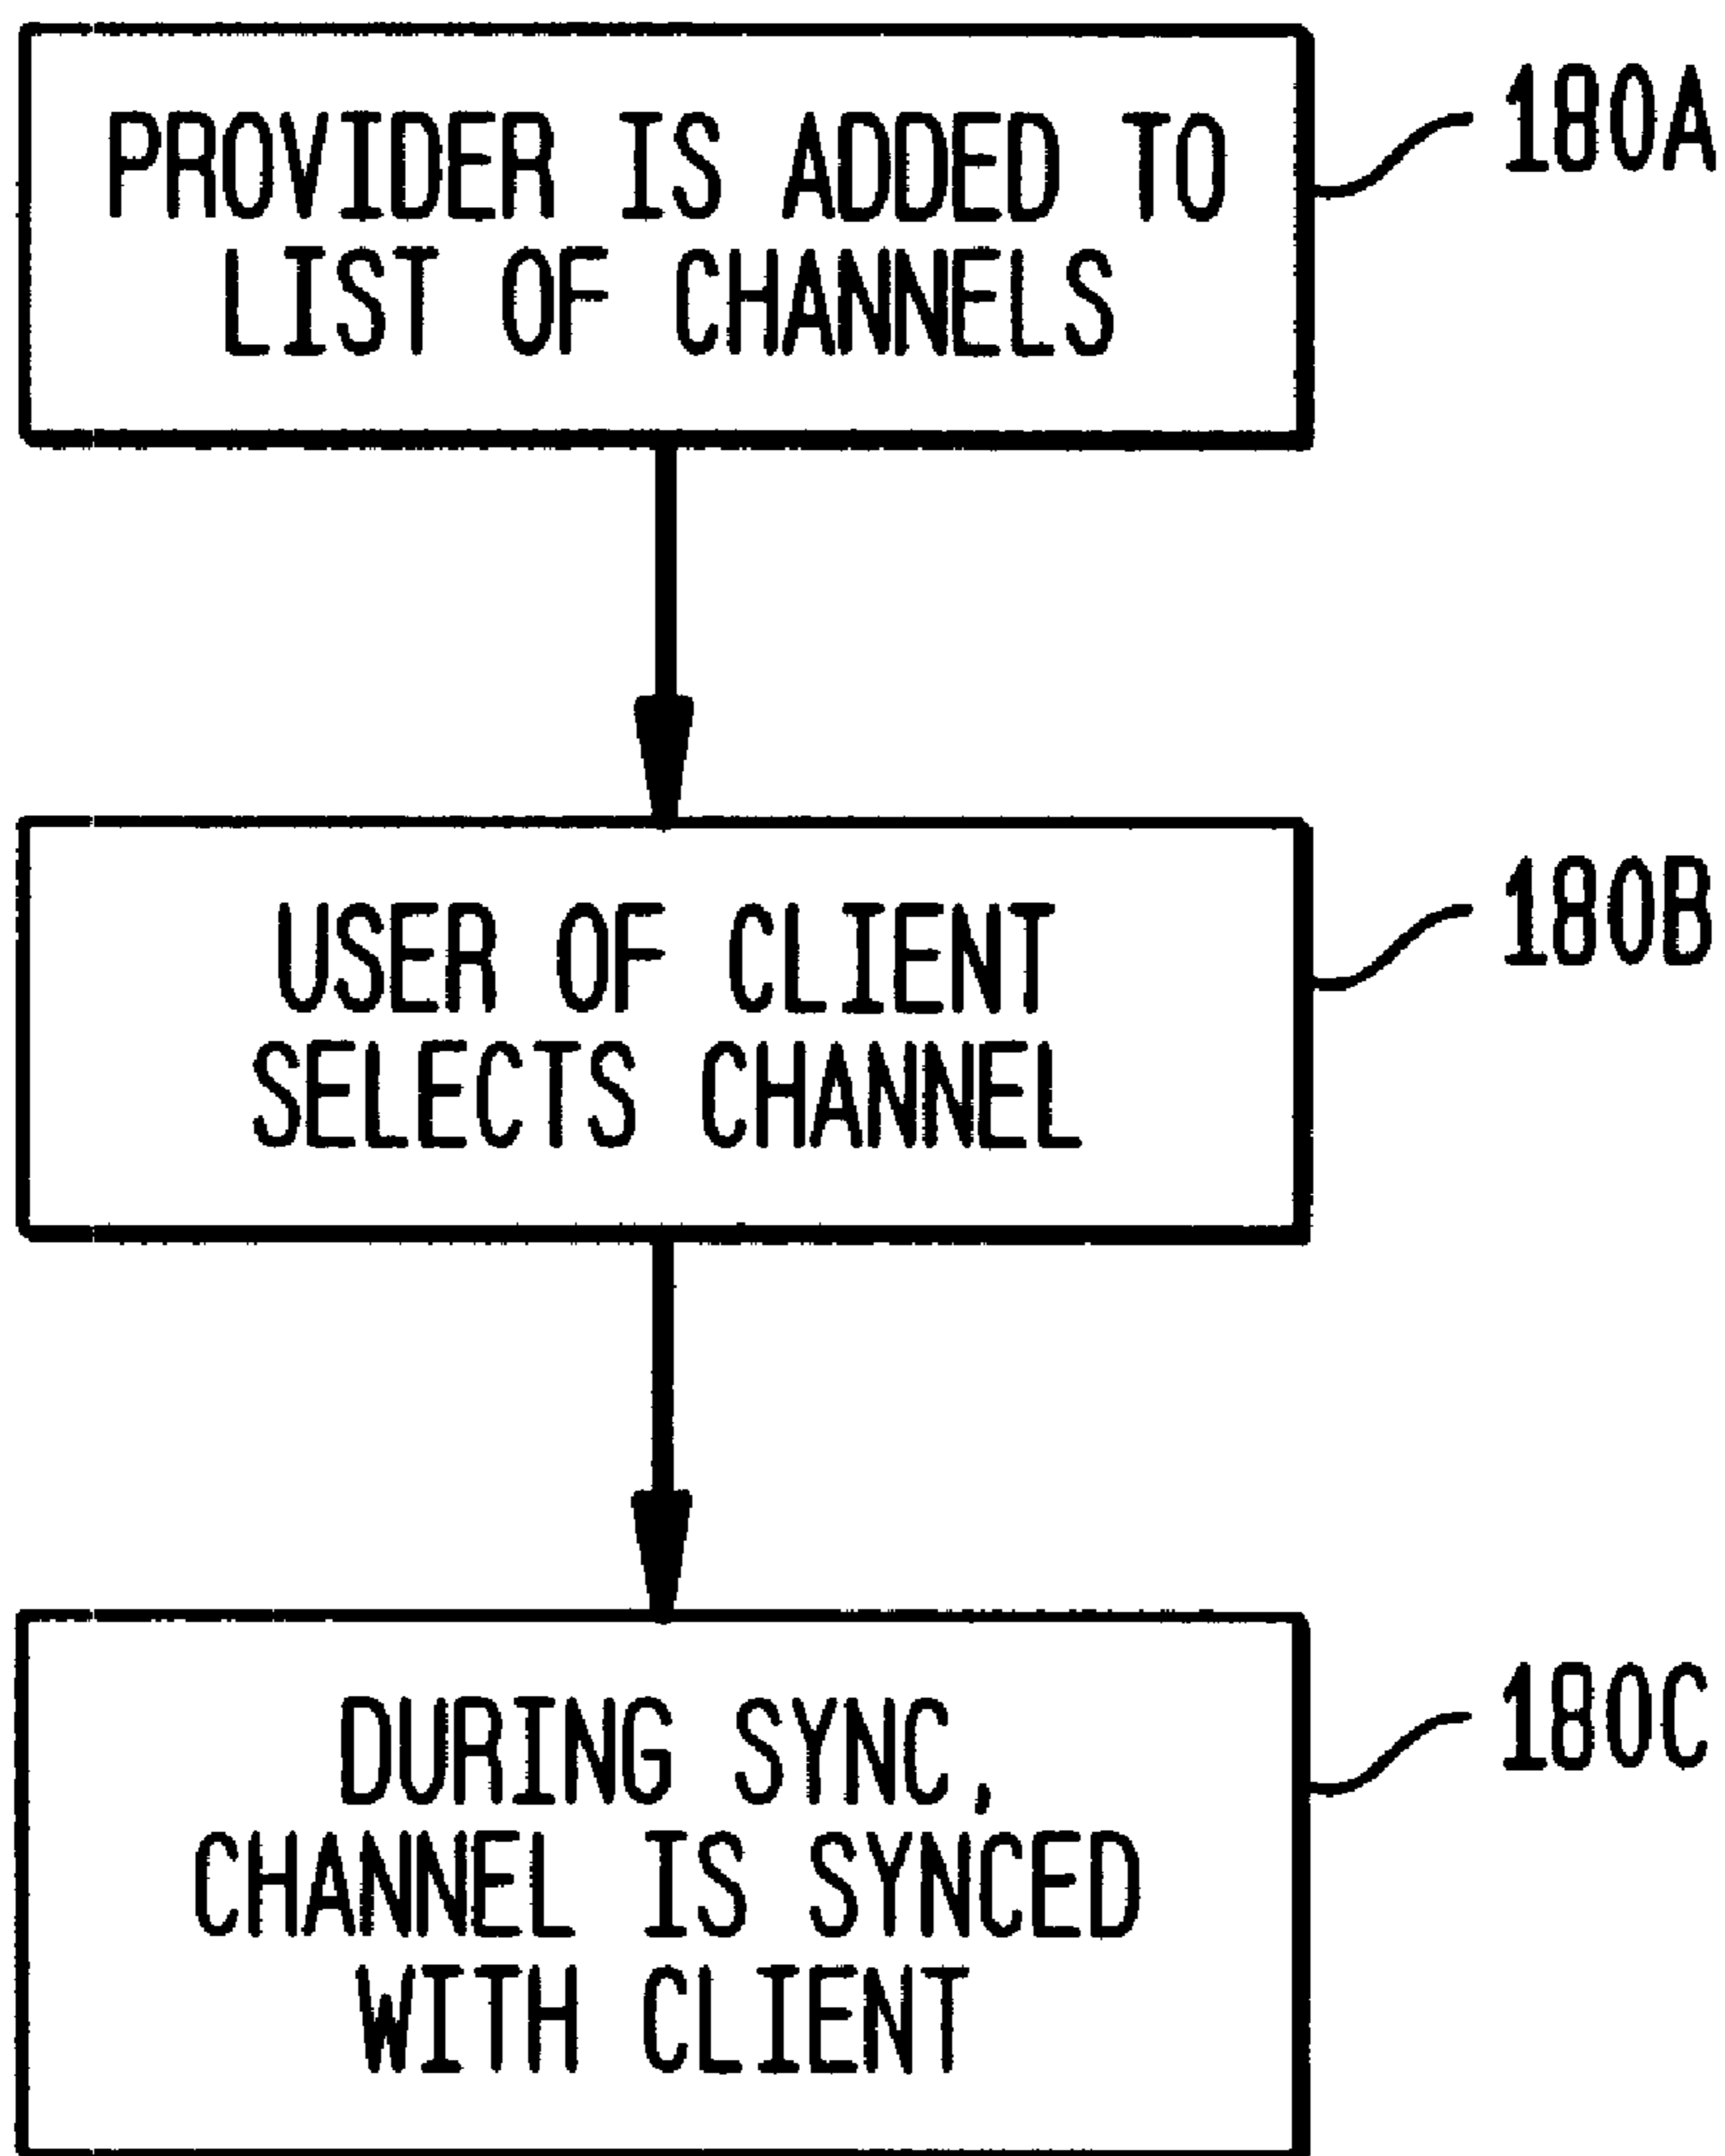 PROVIDER IS ADDED TO
LIST OF CHANNELS
180A
USER OF CLIENT
SELECTS CHANNEL
180B
DURING SYNC,
CHANNEL IS SYNCED
WITH CLIENT
180C